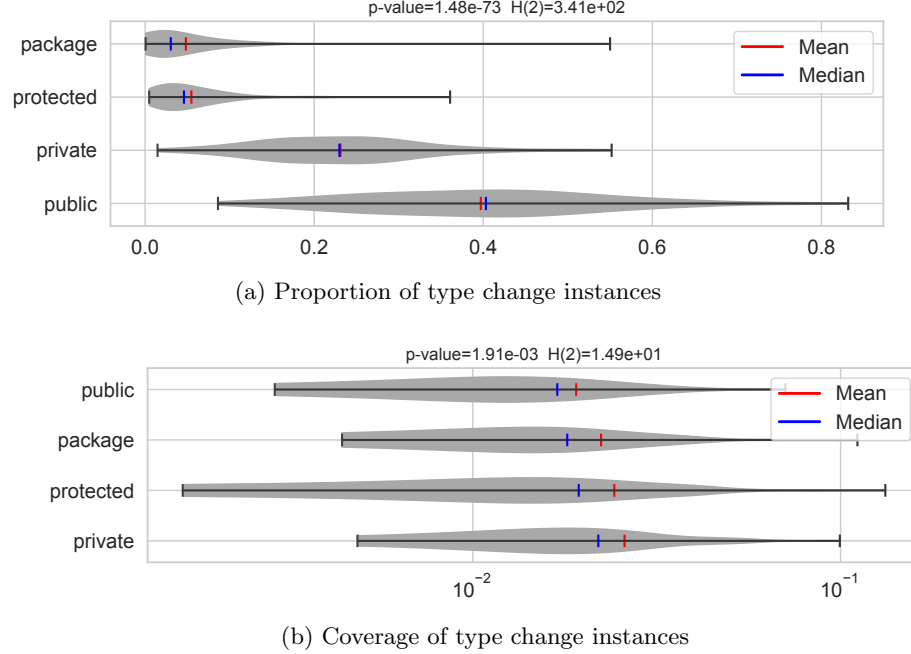 p-value=1.48e-73 H(2)=3.41e+02
package
protected
private
public
Mean
Median
0.0 0.2 0.4 0.6 0.8
(a) Proportion of type change instances
p-value=1.91e-03 H(2)=1.49e+01
public
package
protected
private
Mean
Median
10⁻² 10⁻¹
(b) Coverage of type change instances